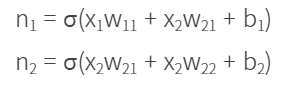 n₁ = σ(x₁w₁₁ + x₂w₂₁ + b₁)
n₂ = σ(x₂w₂₁ + x₂w₂₂ + b₂)